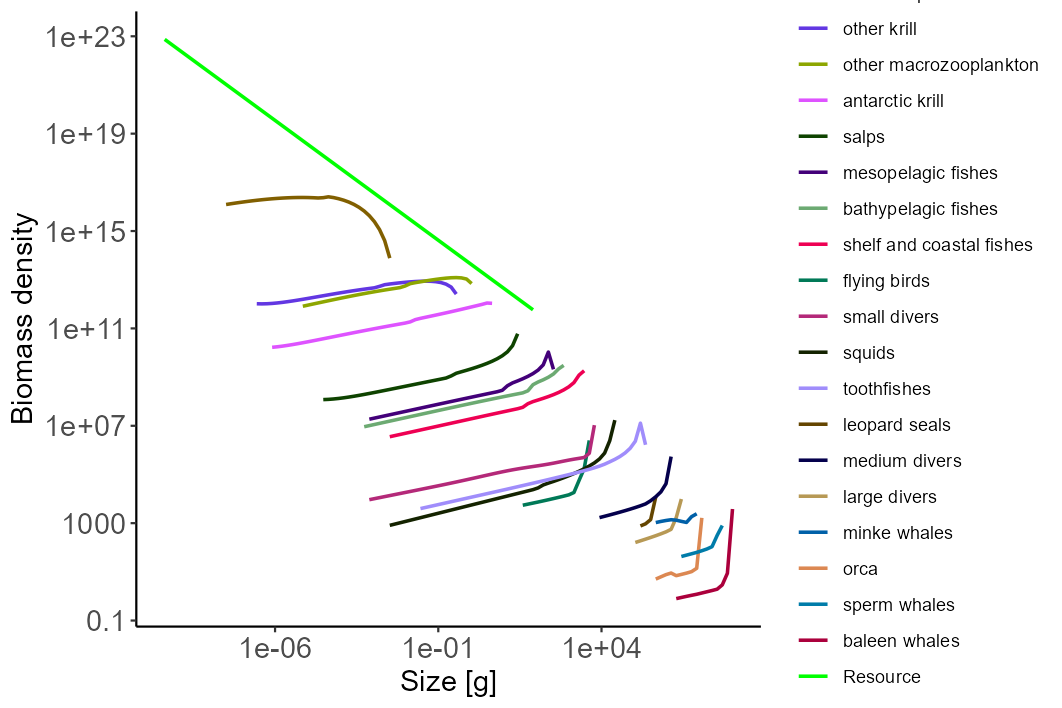 Biomass density
1e+23
1e+19
1e+15
1e+11
1e+07
1000
0.1
1e-06
1e-01
1e+04
Size [g]
other krill
other macrozooplankton
antarctic krill
salps
mesopelagic fishes
bathypelagic fishes
shelf and coastal fishes
flying birds
small divers
squids
toothfishes
leopard seals
medium divers
large divers
minke whales
orca
sperm whales
baleen whales
Resource